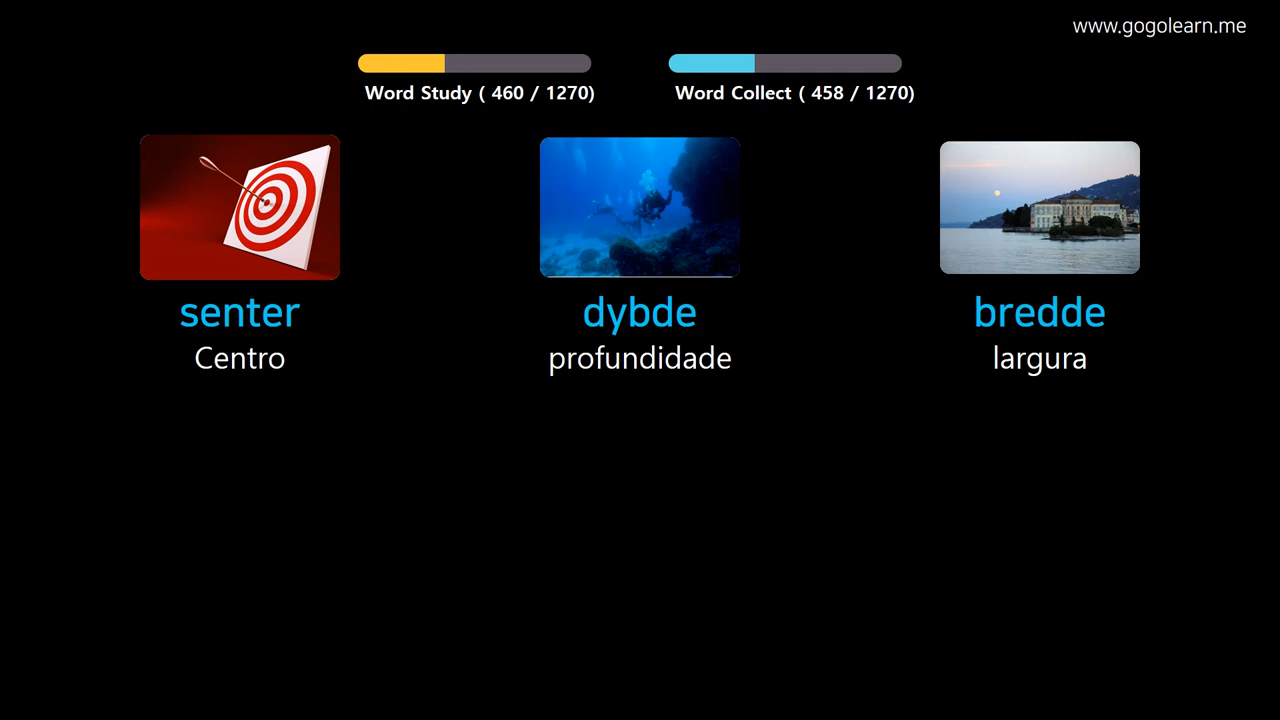 www.gogolearn.me
Word Study ( 460 / 1270)
Word Collect ( 458 / 1270)
senter
Centro
dybde
profundidade
bredde
largura